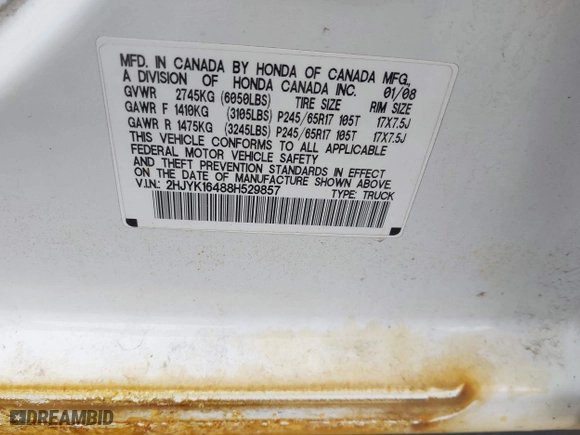 MFD. IN CANADA BY HONDA OF CANADA MFG.,
A DIVISION OF HONDA CANADA INC. 01/08
GVWR 2745KG (6050LBS) TIRE SIZE RIM SIZE
GAWR F 1410KG (3105LBS) P245/65R17 105T 17X7.5J
GAWR R 1475KG (3245LBS) P245/65R17 105T 17X7.5J
THIS VEHICLE CONFORMS TO ALL APPLICABLE
FEDERAL MOTOR VEHICLE SAFETY
AND THEFT PREVENTION STANDARDS IN EFFECT
ON THE DATE OF MANUFACTURE SHOWN ABOVE.
V.I.N.: 2HJYK16488H529857 TYPE: TRUCK
DREAMBID